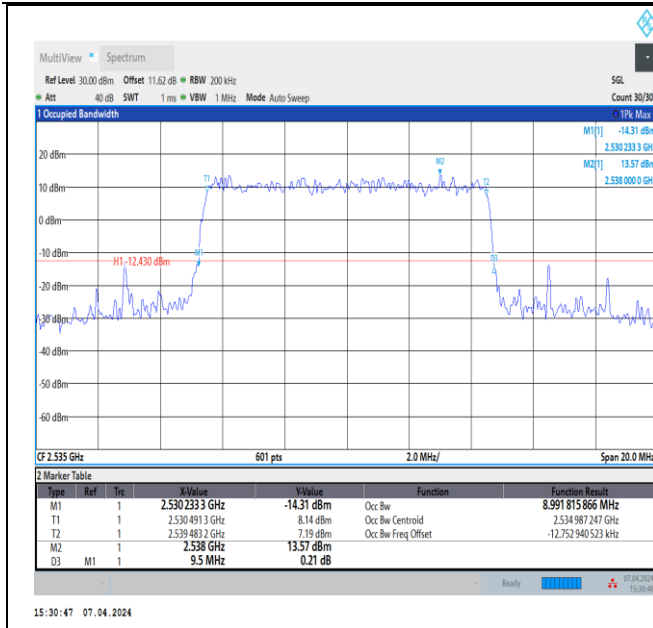 MultiView Spectrum
Ref Level 30.00 dBm Offset 11.62 dB RBW 200 kHz SGL
Att 40 dB SWT 1 ms VBW 1 MHz Mode Auto Sweep Count 30/30
1 Occupied Bandwidth 1Pk Max
M1[1] -14.31 dBm
2.530 233 3 GH
M2[1] 13.57 dBm
2.538 000 0 GH
20 dBm
M2
T1 T2
10 dBm
0 dBm
-10 dBm
M1 D3
H1 -12.430 dBm
-20 dBm
-30 dBm
-40 dBm
-50 dBm
-60 dBm
CF 2.535 GHz 601 pts 2.0 MHz/ Span 20.0 MHz
2 Marker Table
Type Ref Trc X-Value Y-Value Function Function Result
M1 1 2.530 233 3 GHz -14.31 dBm Occ Bw 8.991 815 866 MHz
T1 1 2.530 491 3 GHz 8.14 dBm Occ Bw Centroid 2.534 987 247 GHz
T2 1 2.539 483 2 GHz 7.19 dBm Occ Bw Freq Offset -12.752 940 523 kHz
M2 1 2.538 GHz 13.57 dBm
D3 M1 1 9.5 MHz 0.21 dB
Ready 07.04.2024
15:30:46
15:30:47 07.04.2024